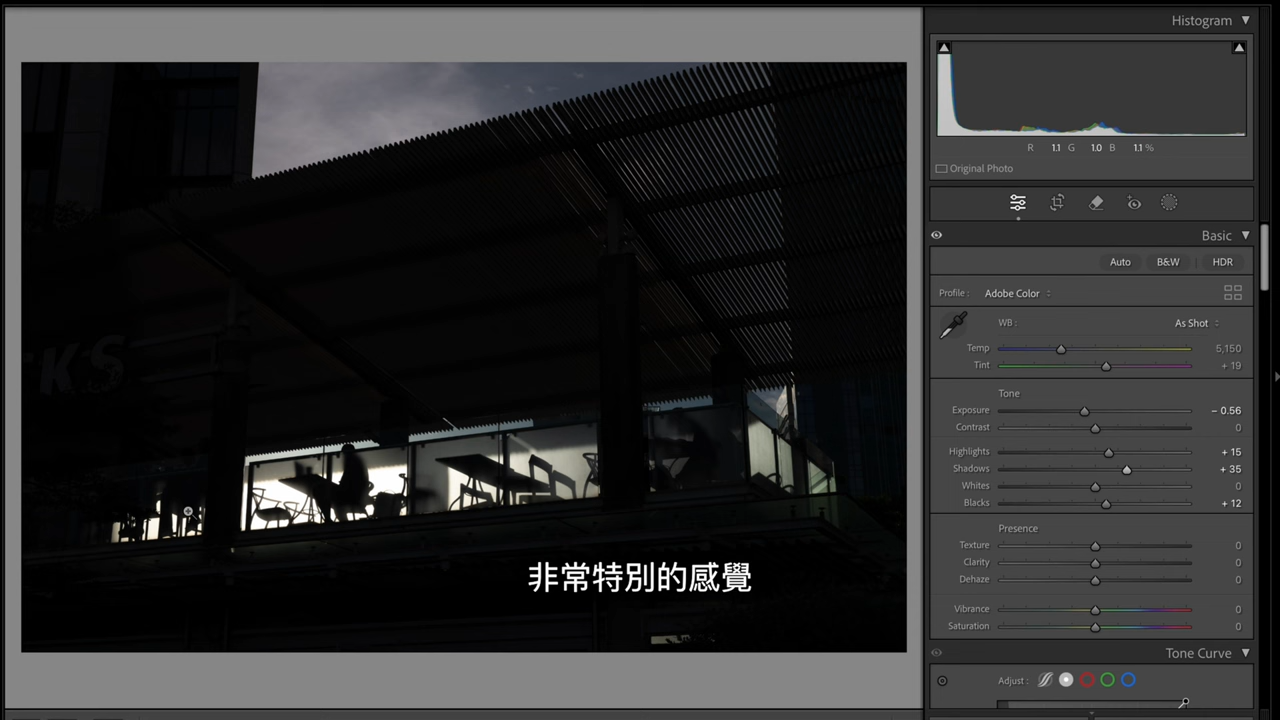 Histogram
R 1.1 G 1.0 B 1.1 %
Original Photo
Basic
Auto B&W HDR
Profile : Adobe Color
WB : As Shot
Temp 5,150
Tint + 19
Tone
Exposure − 0.56
Contrast 0
Highlights + 15
Shadows + 35
Whites 0
Blacks + 12
Presence
Texture 0
Clarity 0
Dehaze 0
Vibrance 0
Saturation 0
Tone Curve
Adjust :
KS
非常特別的感覺